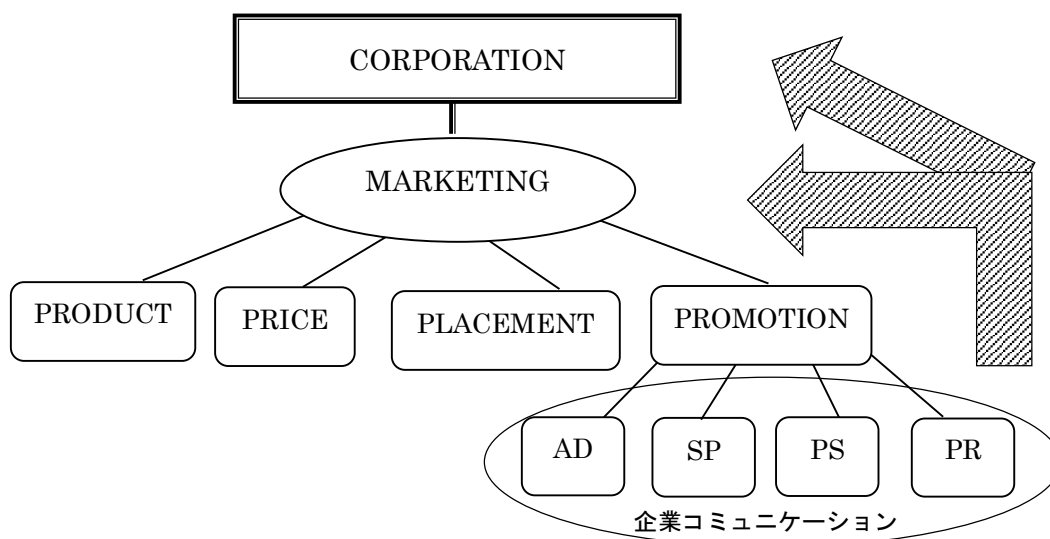 CORPORATION
MARKETING
PRODUCT
PRICE
PLACEMENT
PROMOTION
AD
SP
PS
PR
企業コミュニケーション